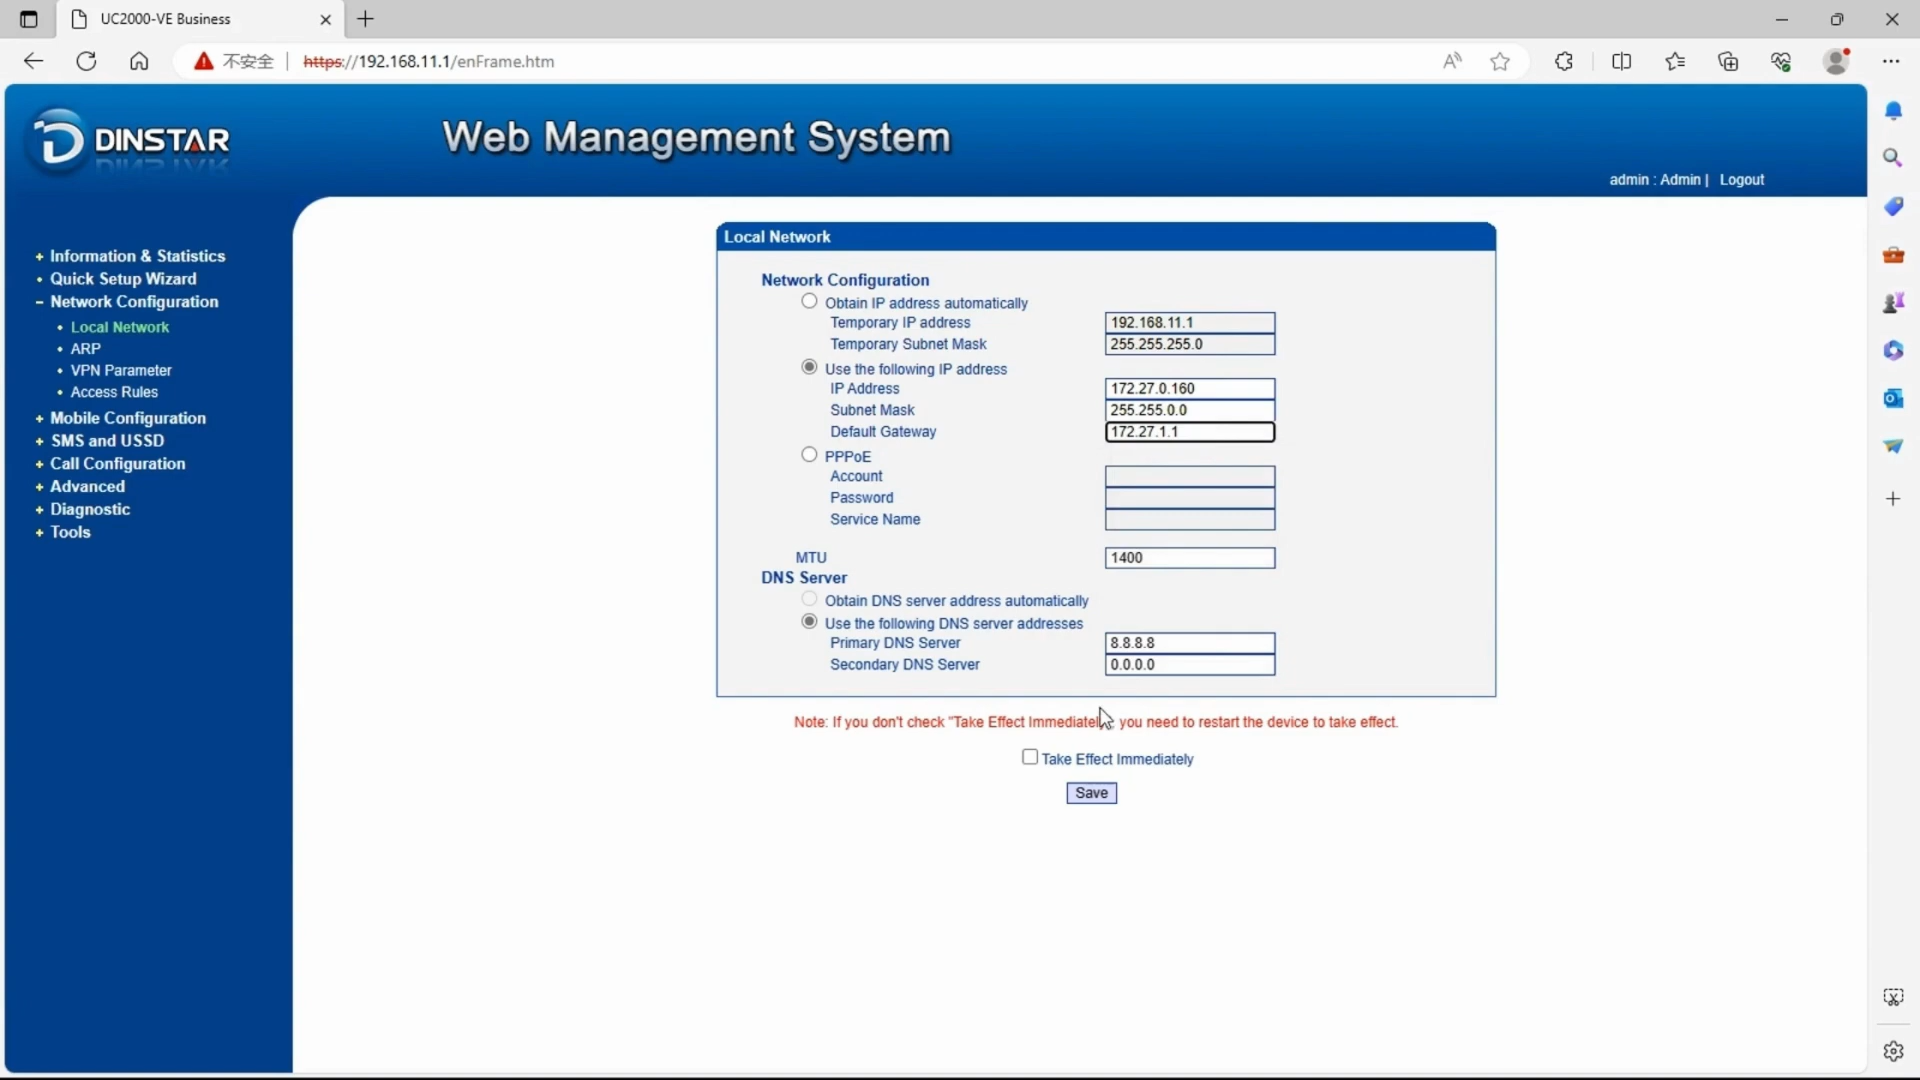 UC2000-VE Business
不安全
https://192.168.11.1/enFrame.htm
DINSTAR
Web Management System
admin : Admin | Logout
+ Information & Statistics
• Quick Setup Wizard
− Network Configuration
• Local Network
• ARP
• VPN Parameter
• Access Rules
+ Mobile Configuration
+ SMS and USSD
+ Call Configuration
+ Advanced
+ Diagnostic
+ Tools
Local Network
Network Configuration
Obtain IP address automatically
Temporary IP address 192.168.11.1
Temporary Subnet Mask 255.255.255.0
Use the following IP address
IP Address 172.27.0.160
Subnet Mask 255.255.0.0
Default Gateway 172.27.1.1
PPPoE
Account
Password
Service Name
MTU 1400
DNS Server
Obtain DNS server address automatically
Use the following DNS server addresses
Primary DNS Server 8.8.8.8
Secondary DNS Server 0.0.0.0
Note: If you don't check "Take Effect Immediately", you need to restart the device to take effect.
Take Effect Immediately
Save